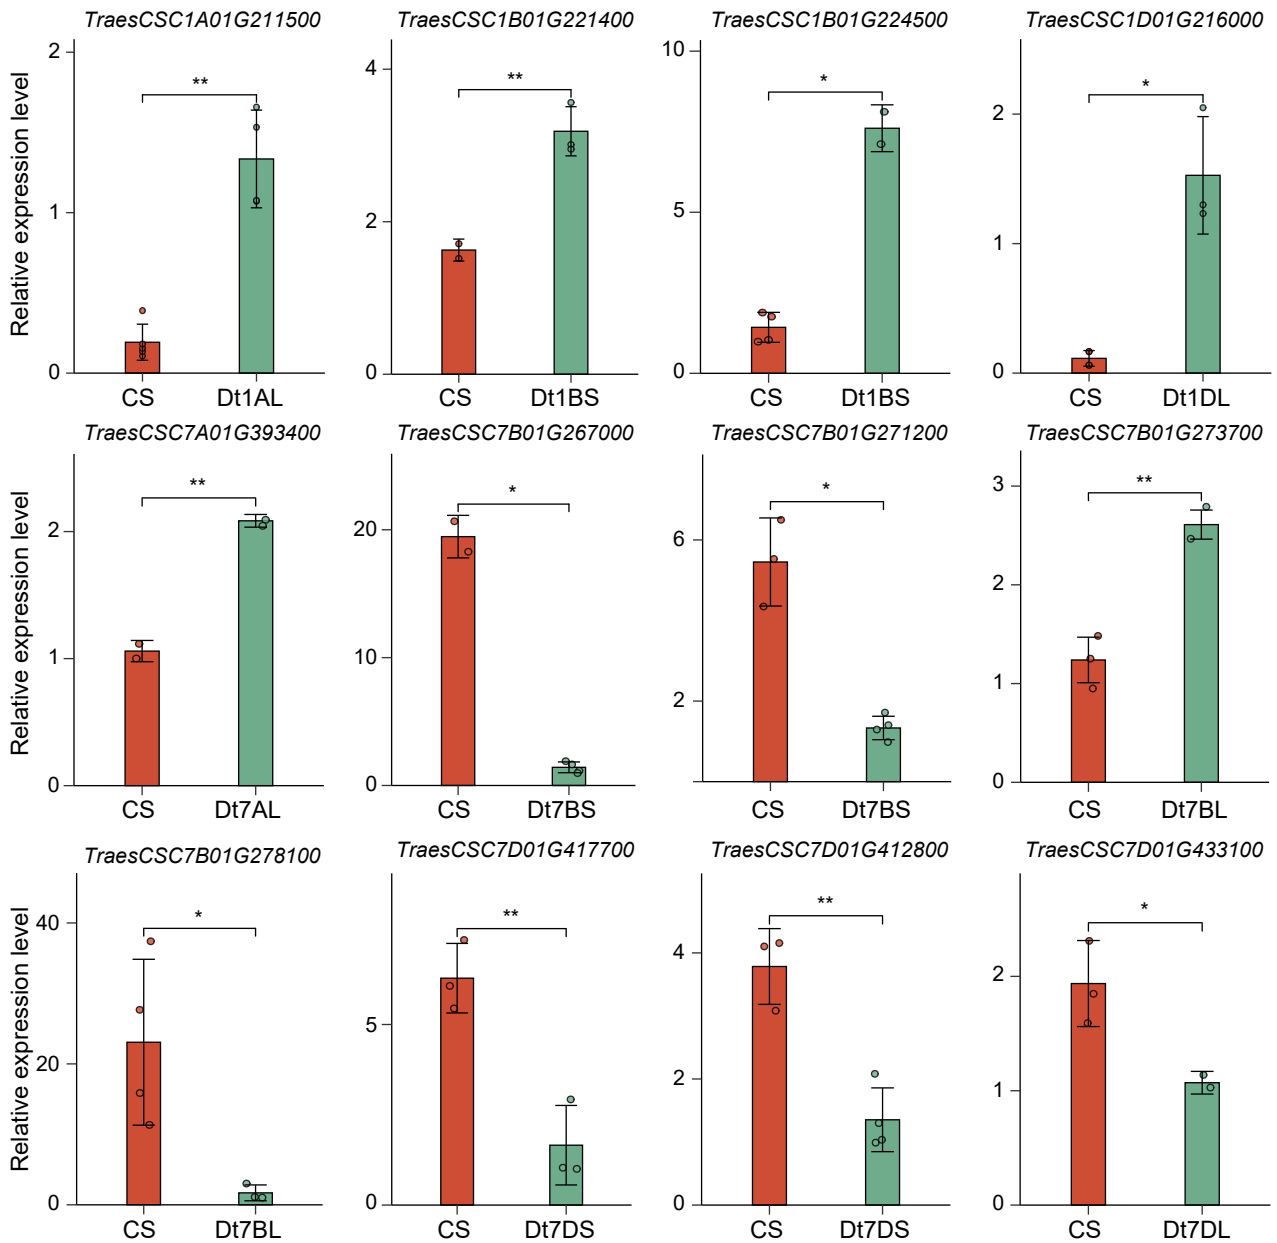 TraesCSC1A01G211500 TraesCSC1B01G221400 TraesCSC1B01G224500 TraesCSC1D01G216000
Relative expression level
2
1
0
**
CS Dt1AL
4
2
0
**
CS Dt1BS
10
5
0
*
CS Dt1BS
2
1
0
*
CS Dt1DL
TraesCSC7A01G393400 TraesCSC7B01G267000 TraesCSC7B01G271200 TraesCSC7B01G273700
Relative expression level
2
1
0
**
CS Dt7AL
20
10
0
*
CS Dt7BS
6
2
*
CS Dt7BS
3
2
1
0
**
CS Dt7BL
TraesCSC7B01G278100 TraesCSC7D01G417700 TraesCSC7D01G412800 TraesCSC7D01G433100
Relative expression level
40
20
0
*
CS Dt7BL
5
0
**
CS Dt7DS
4
2
0
**
CS Dt7DS
2
1
0
*
CS Dt7DL